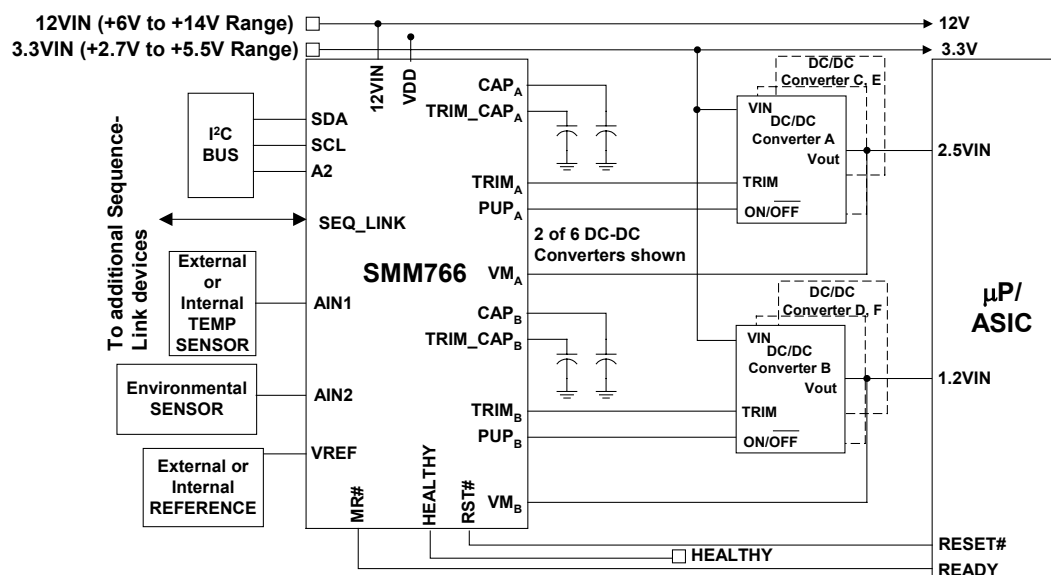 12VIN (+6V to +14V Range)
12V
3.3VIN (+2.7V to +5.5V Range)
3.3V
12VIN
VDD
I²C
BUS
SDA
SCL
A2
To additional Sequence-
Link devices
SEQ_LINK
External
or
Internal
TEMP
SENSOR
AIN1
Environmental
SENSOR
AIN2
External or
Internal
REFERENCE
VREF
SMM766
MR#
HEALTHY
RST#
CAPA
TRIM_CAPA
TRIMA
PUPA
2 of 6 DC-DC
Converters shown
VMA
CAPB
TRIM_CAPB
TRIMB
PUPB
VMB
DC/DC
Converter C, E
VIN
DC/DC
Converter A
Vout
TRIM
ON/OFF
2.5VIN
DC/DC
Converter D, F
VIN
DC/DC
Converter B
Vout
TRIM
ON/OFF
1.2VIN
μP/
ASIC
RESET#
HEALTHY
READY